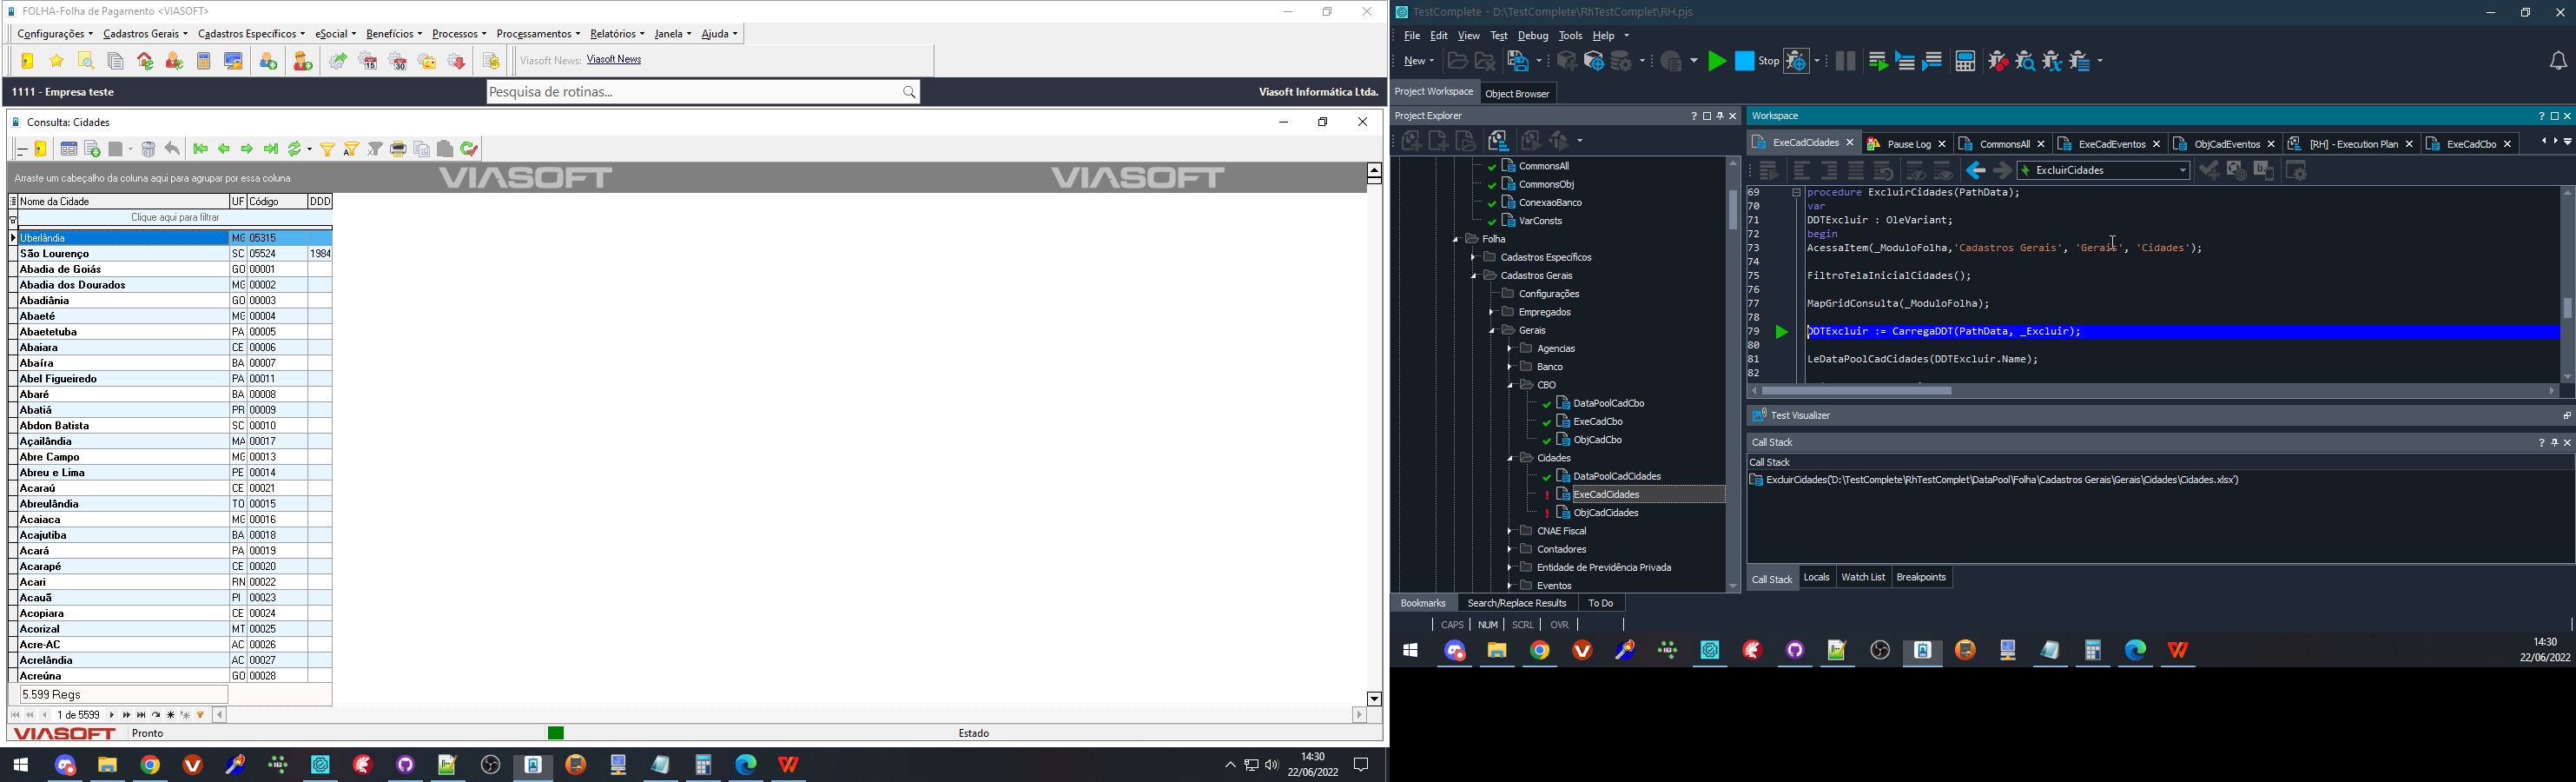 FOLHA-Folha de Pagamento <VIASOFT>
Configurações Cadastros Gerais Cadastros Específicos eSocial Benefícios Processos Processamentos Relatórios Janela Ajuda
Viasoft News: Viasoft News
1111 - Empresa teste
Pesquisa de rotinas...
Viasoft Informática Ltda.
Consulta: Cidades
Arraste um cabeçalho da coluna aqui para agrupar por essa coluna
VIASOFT VIASOFT
Nome da Cidade UF Código DDD
Clique aqui para filtrar
Uberlândia MG 05315
São Lourenço SC 05524 1984
Abadia de Goiás GO 00001
Abadia dos Dourados MG 00002
Abadiânia GO 00003
Abaeté MG 00004
Abaetetuba PA 00005
Abaiara CE 00006
Abaíra BA 00007
Abel Figueiredo PA 00011
Abaré BA 00008
Abatiá PR 00009
Abdon Batista SC 00010
Açailândia MA 00017
Abre Campo MG 00013
Abreu e Lima PE 00014
Acaraú CE 00021
Abreulândia TO 00015
Acaiaca MG 00016
Acajutiba BA 00018
Acará PA 00019
Acarapé CE 00020
Acari RN 00022
Acauã PI 00023
Acopiara CE 00024
Acorizal MT 00025
Acre-AC AC 00026
Acrelândia AC 00027
Acreúna GO 00028
5.599 Regs
1 de 5599
VIASOFT Pronto Estado
14:30
22/06/2022
TestComplete - D:\TestComplete\RhTestComplet\RH.pjs
File Edit View Test Debug Tools Help
New Stop
Project Workspace Object Browser
Project Explorer
CommonsAll
CommonsObj
ConexaoBanco
VarConsts
Folha
Cadastros Específicos
Cadastros Gerais
Configurações
Empregados
Gerais
Agencias
Banco
CBO
DataPoolCadCbo
ExeCadCbo
ObjCadCbo
Cidades
DataPoolCadCidades
ExeCadCidades
ObjCadCidades
CNAE Fiscal
Contadores
Entidade de Previdência Privada
Eventos
Bookmarks Search/Replace Results To Do
CAPS NUM SCRL OVR
Workspace
ExeCadCidades Pause Log CommonsAll ExeCadEventos ObjCadEventos [RH] - Execution Plan ExeCadCbo
ExcluirCidades
69 procedure ExcluirCidades(PathData);
70 var
71 DDTExcluir : OleVariant;
72 begin
73 AcessaItem(_ModuloFolha,'Cadastros Gerais', 'Gerais', 'Cidades');
74
75 FiltroTelaInicialCidades();
76
77 MapGridConsulta(_ModuloFolha);
78
79 DDTExcluir := CarregaDDT(PathData, _Excluir);
80
81 LeDataPoolCadCidades(DDTExcluir.Name);
82
Test Visualizer
Call Stack
Call Stack
ExcluirCidades('D:\TestComplete\RhTestComplet\DataPool\Folha\Cadastros Gerais\Gerais\Cidades\Cidades.xlsx')
Call Stack Locals Watch List Breakpoints
14:30
22/06/2022